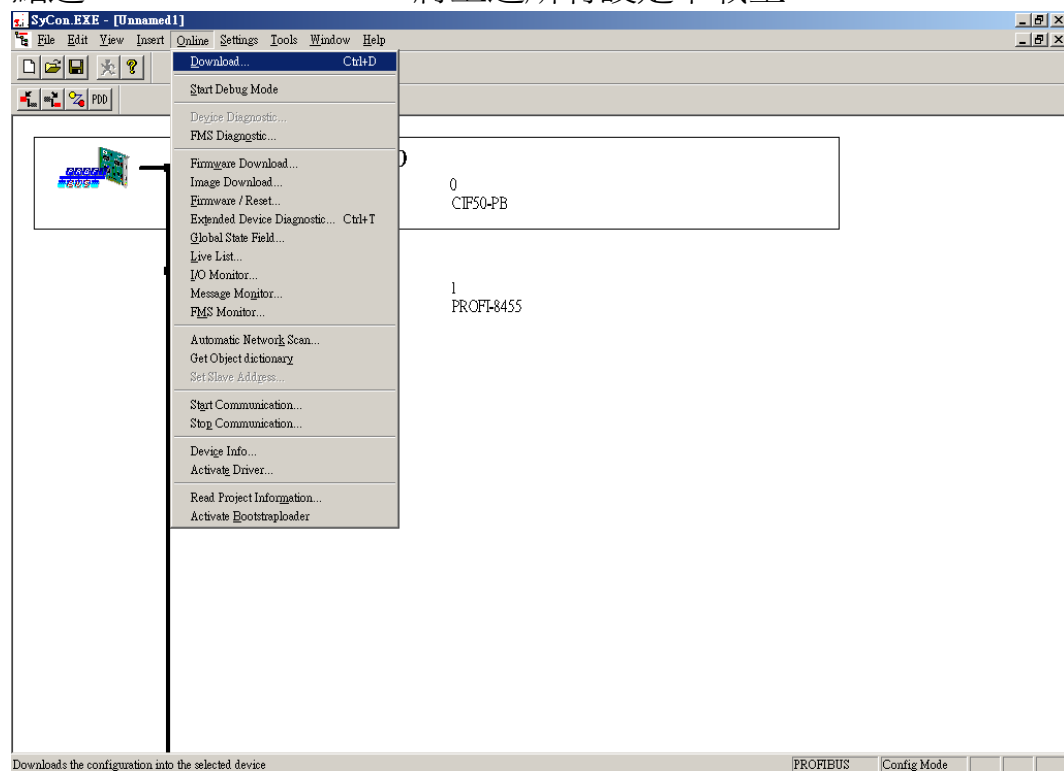 SyCon.EXE - [Unnamed1]
File Edit View Insert Online Settings Tools Window Help
Download... Ctrl+D
PDD
Start Debug Mode
Device Diagnostic...
FMS Diagnostic...
Firmware Download...
Image Download...
Firmware / Reset...
Extended Device Diagnostic... Ctrl+T
Global State Field...
Live List...
I/O Monitor...
Message Monitor...
FMS Monitor...
Automatic Network Scan...
Get Object dictionary
Set Slave Address...
Start Communication...
Stop Communication...
Device Info...
Activate Driver...
Read Project Information...
Activate Bootstraploader
PROFI
BUS
0
CIF50-PB
1
PROFI-8455
Downloads the configuration into the selected device PROFIBUS Config Mode